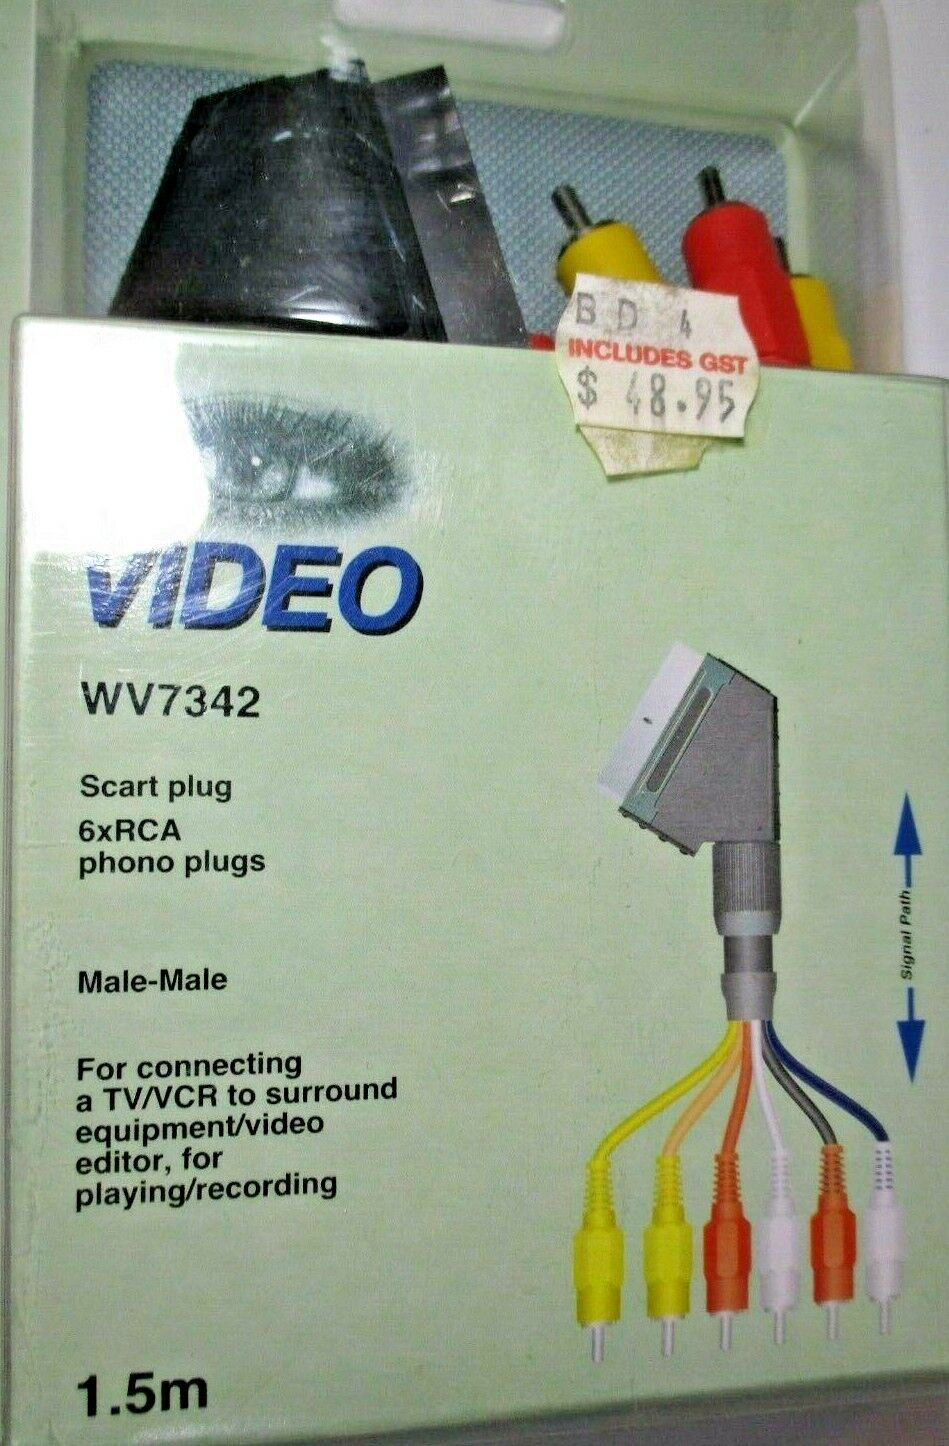 B D 4
INCLUDES GST
$ 48.95
VIDEO
WV7342
Scart plug
6xRCA
phono plugs
Male-Male
For connecting
a TV/VCR to surround
equipment/video
editor, for
playing/recording
1.5m
Signal Path